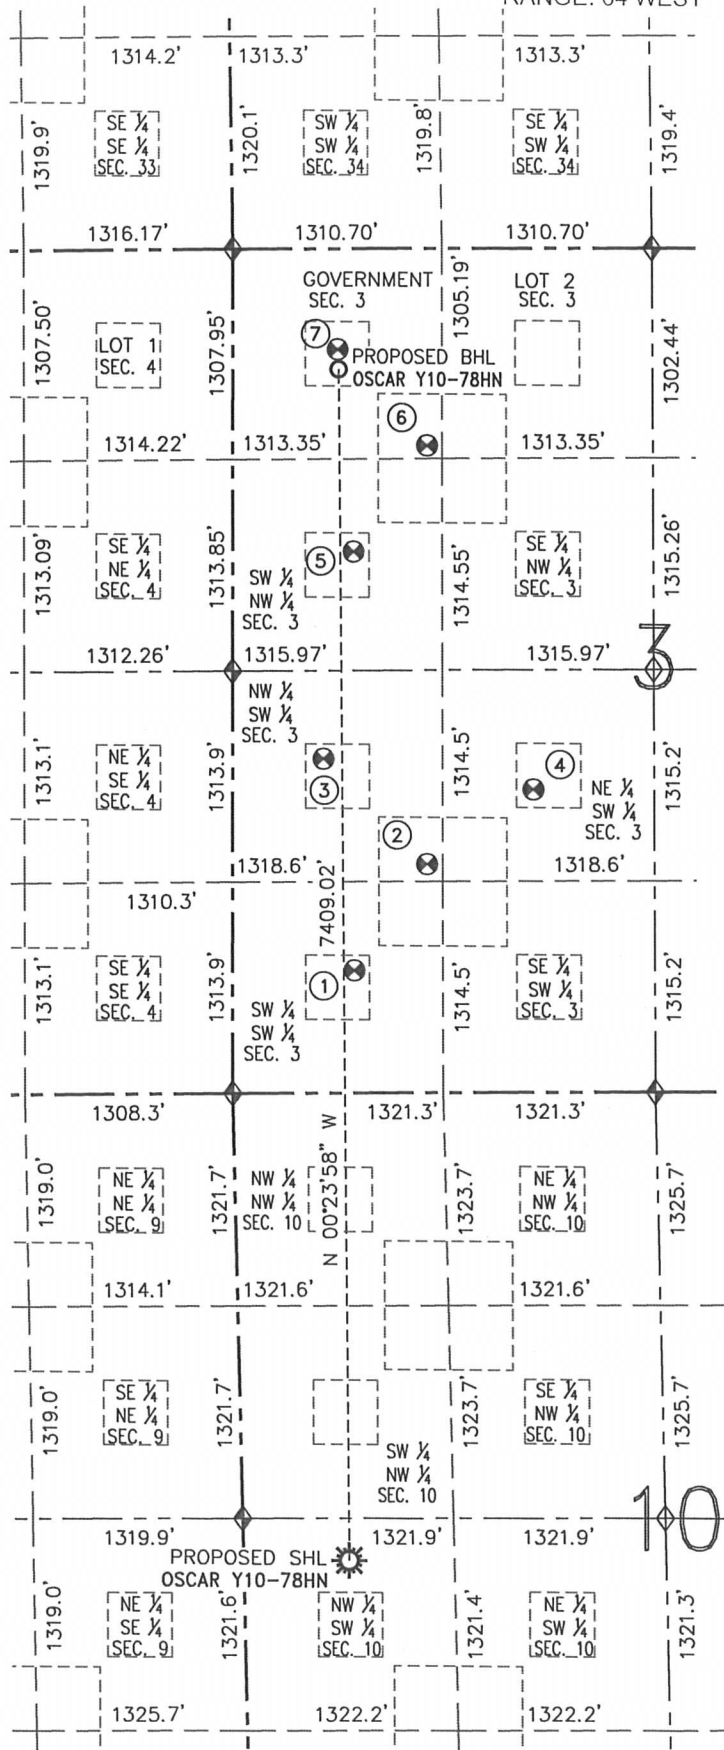 RANGE: 64 WEST
1314.2' 1313.3' 1313.3'
1319.9' 1320.1' 1319.8 1319.4'
SE ¼
SE ¼
SEC. 33
SW ¼
SW ¼
SEC. 34
SE ¼
SW ¼
SEC. 34
1316.17' 1310.70' 1310.70'
GOVERNMENT
SEC. 3
LOT 2
SEC. 3
1307.50' 1307.95' 1305.19' 1302.44'
LOT 1
SEC. 4
7
PROPOSED BHL
OSCAR Y10-78HN
6
1314.22' 1313.35' 1313.35'
1313.09' 1313.85' 1314.55' 1315.26'
SE ¼
NE ¼
SEC. 4
5
SW ¼
NW ¼
SEC. 3
SE ¼
NW ¼
SEC. 3
3
1312.26' 1315.97' 1315.97'
NW ¼
SW ¼
SEC. 3
1313.1' 1313.9' 1314.5' 1315.2'
NE ¼
SE ¼
SEC. 4
3
4
NE ¼
SW ¼
SEC. 3
2
1318.6' 1318.6'
1310.3'
7409.02'
1313.1' 1313.9' 1314.5' 1315.2'
SE ¼
SE ¼
SEC. 4
1
SW ¼
SW ¼
SEC. 3
SE ¼
SW ¼
SEC. 3
1308.3' 1321.3' 1321.3'
N 00°23'58" W
1319.0' 1321.7' 1323.7' 1325.7'
NE ¼
NE ¼
SEC. 9
NW ¼
NW ¼
SEC. 10
NE ¼
NW ¼
SEC. 10
1314.1' 1321.6' 1321.6'
1319.0' 1321.7' 1323.7' 1325.7'
SE ¼
NE ¼
SEC. 9
SE ¼
NW ¼
SEC. 10
SW ¼
NW ¼
SEC. 10
10
1319.9' 1321.9' 1321.9'
PROPOSED SHL
OSCAR Y10-78HN
1319.0' 1321.6' 1321.4' 1321.3'
NE ¼
SE ¼
SEC. 9
NW ¼
SW ¼
SEC. 10
NE ¼
SW ¼
SEC. 10
1325.7' 1322.2' 1322.2'